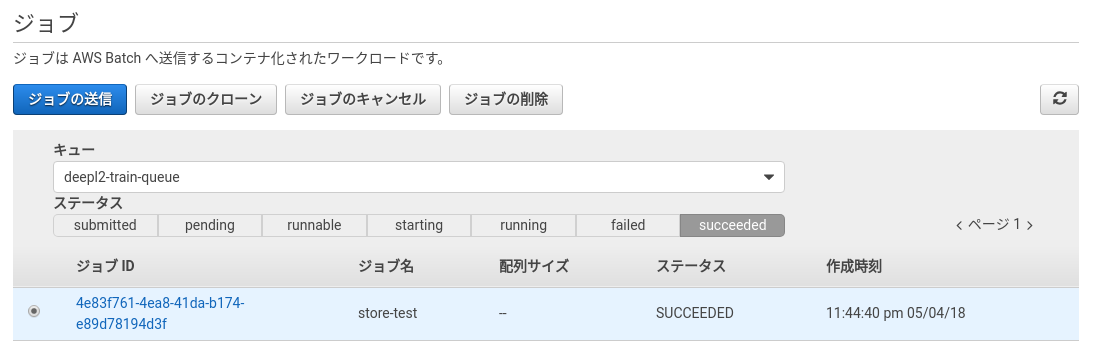 ジョブ
ジョブは AWS Batch へ送信するコンテナ化されたワークロードです。
ジョブの送信 ジョブのクローン ジョブのキャンセル ジョブの削除
キュー
deepl2-train-queue
ステータス
submitted pending runnable starting running failed succeeded ページ 1
ジョブ ID ジョブ名 配列サイズ ステータス 作成時刻
4e83f761-4ea8-41da-b174-
e89d78194d3f store-test -- SUCCEEDED 11:44:40 pm 05/04/18